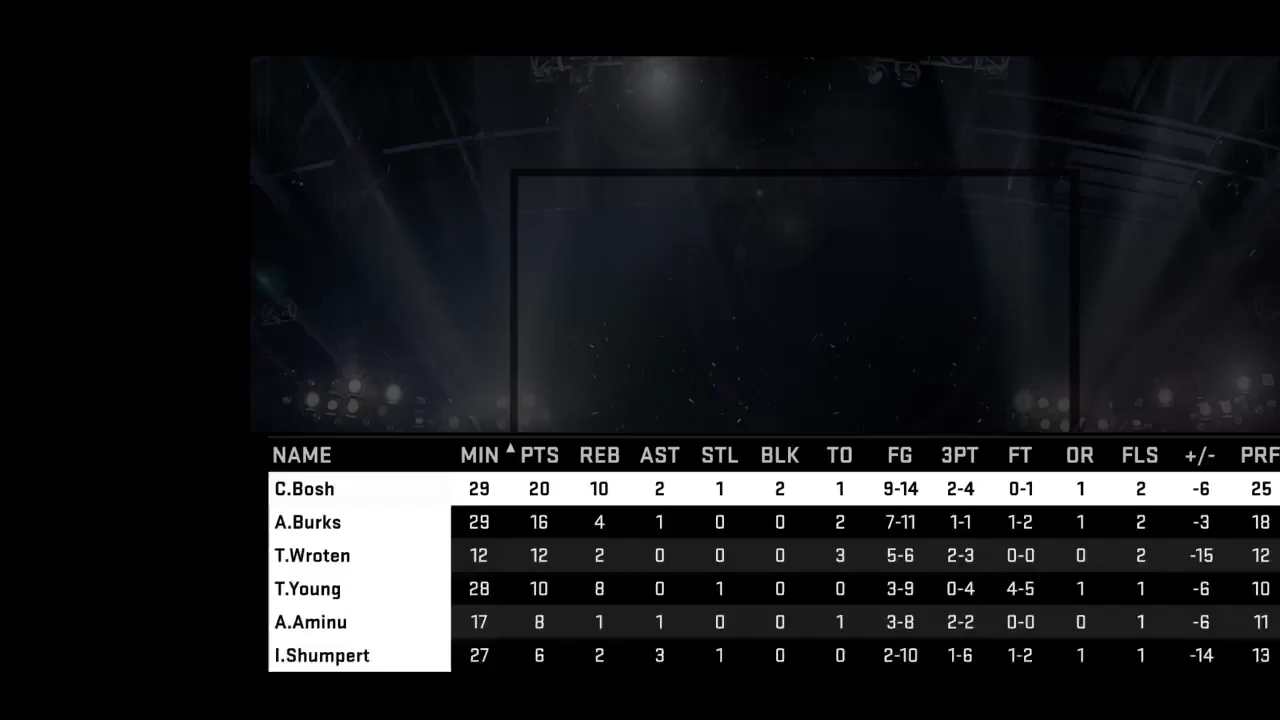 NAME MIN PTS REB AST STL BLK TO FG 3PT FT OR FLS +/- PRF
C.Bosh 29 20 10 2 1 2 1 9-14 2-4 0-1 1 2 -6 25
A.Burks 29 16 4 1 0 0 2 7-11 1-1 1-2 1 2 -3 18
T.Wroten 12 12 2 0 0 0 3 5-6 2-3 0-0 0 2 -15 12
T.Young 28 10 8 0 1 0 0 3-9 0-4 4-5 1 1 -6 10
A.Aminu 17 8 1 1 0 0 1 3-8 2-2 0-0 0 1 -6 11
I.Shumpert 27 6 2 3 1 0 0 2-10 1-6 1-2 1 1 -14 13